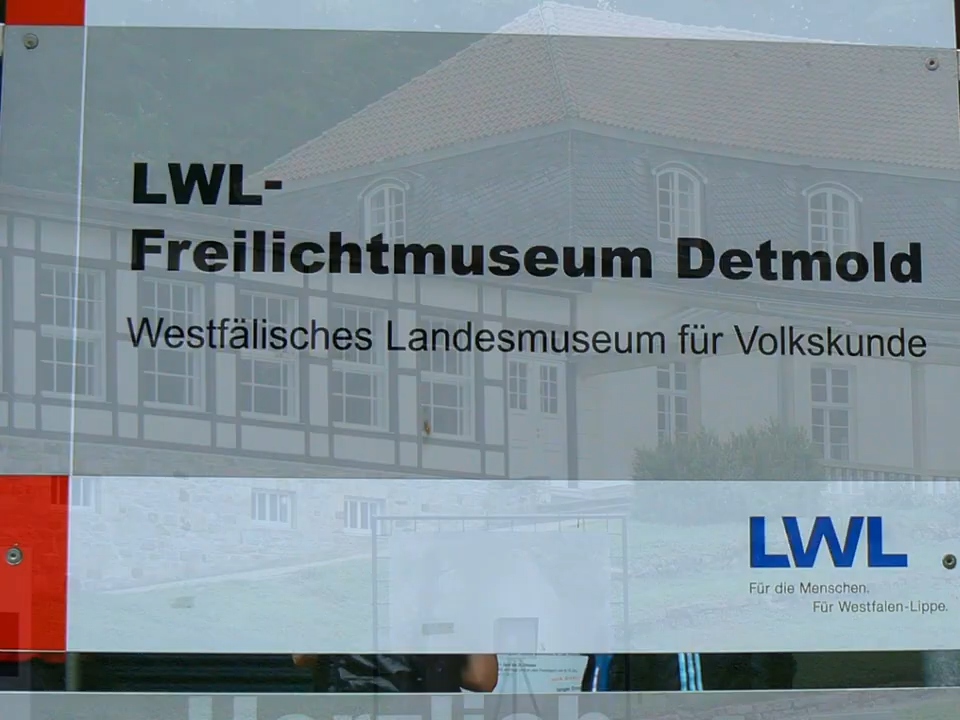 LWL-
Freilichtmuseum Detmold
Westfälisches Landesmuseum für Volkskunde
LWL
Für die Menschen.
Für Westfalen-Lippe.